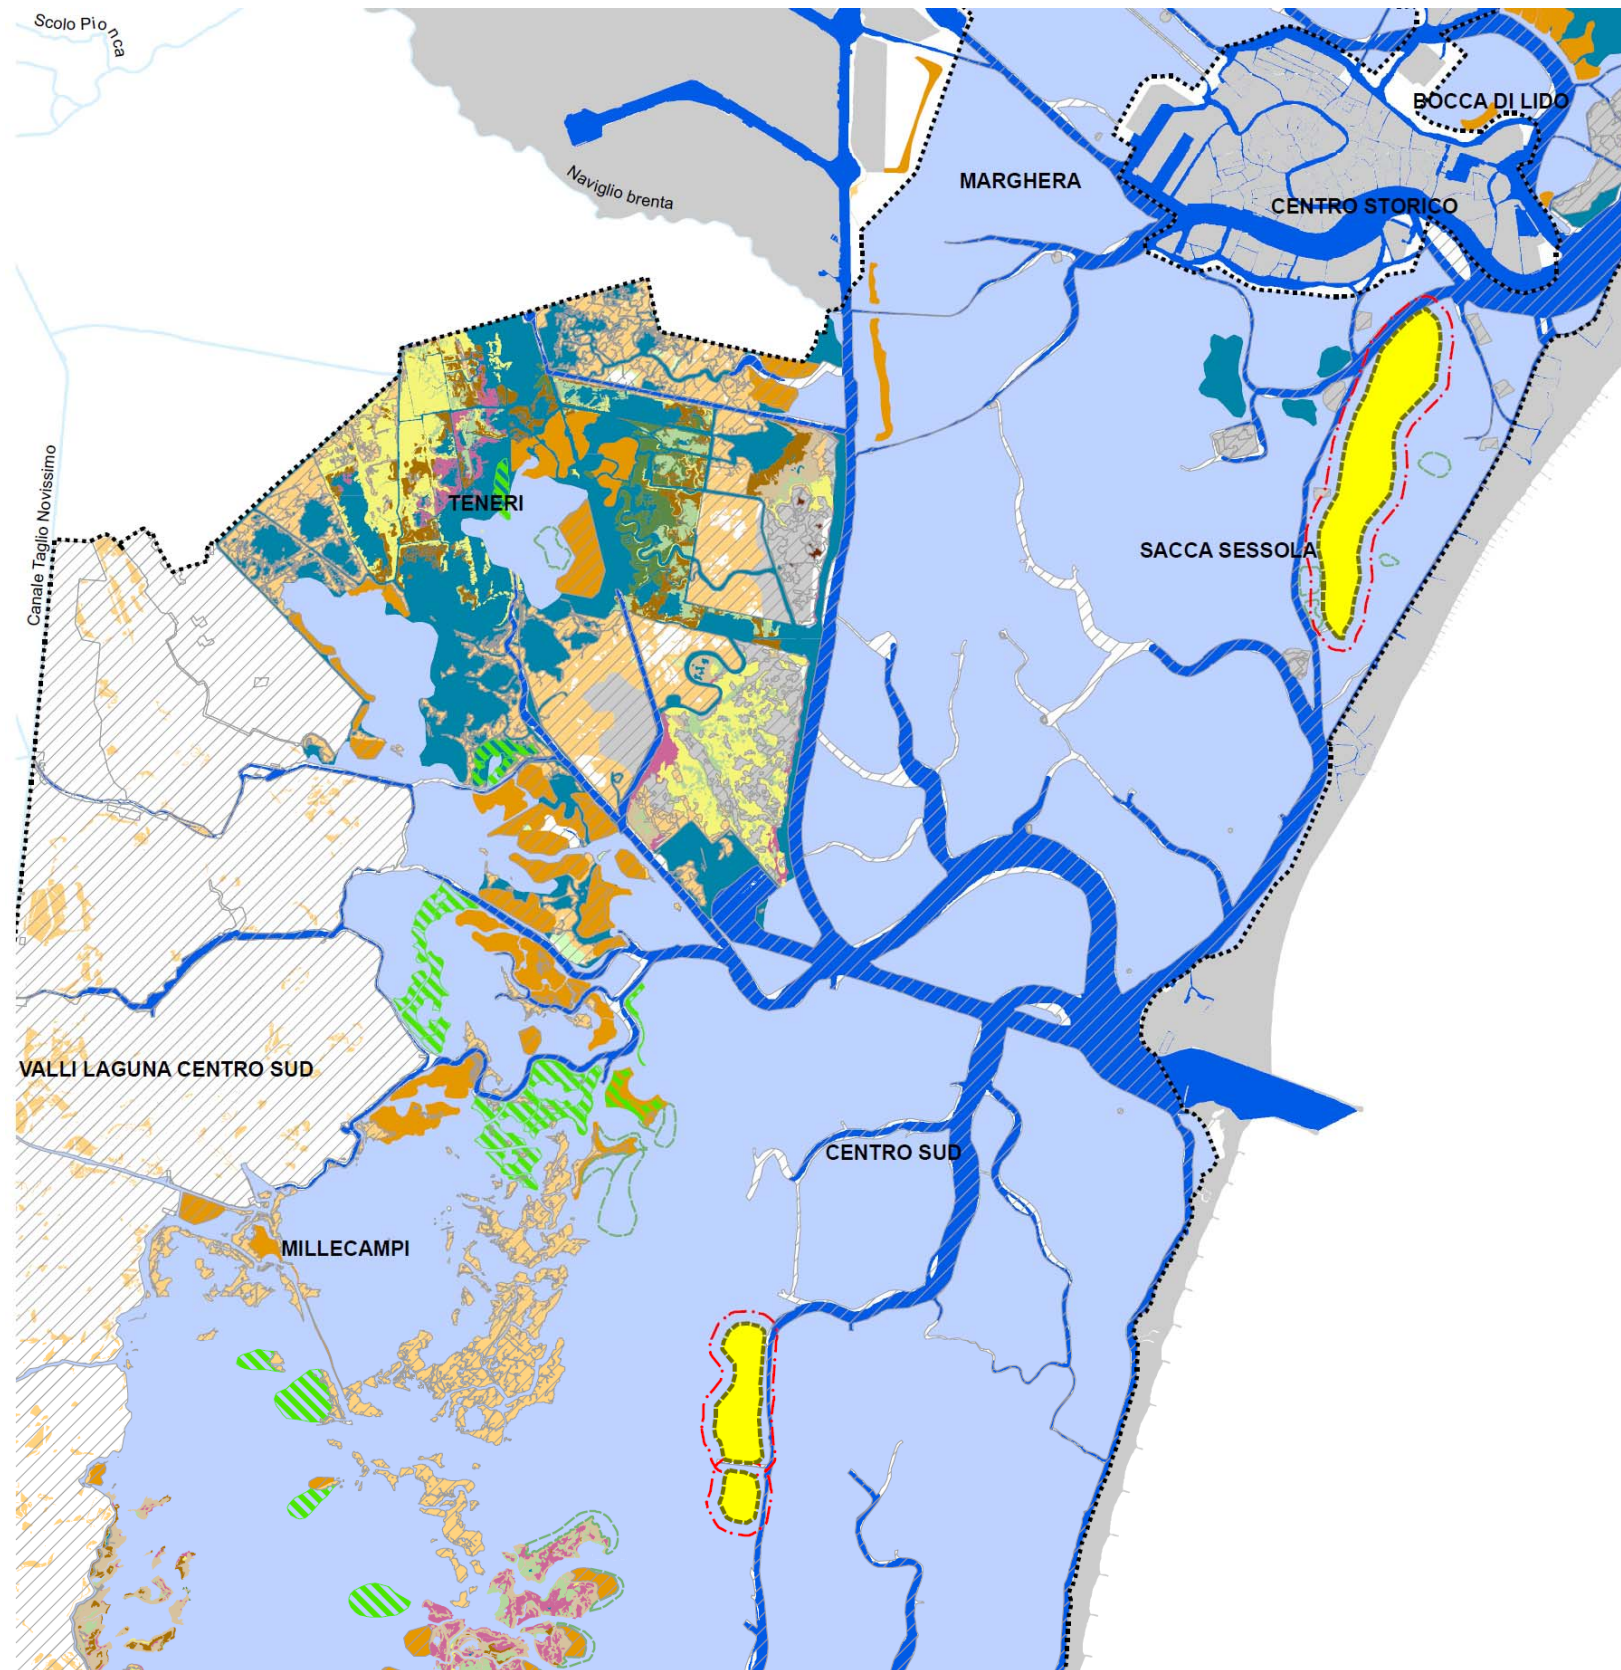 Scolo Pionca
BOCCA DI LIDO
Naviglio brenta
MARGHERA
CENTRO STORICO
Canale Taglio Novissimo
TENERI
SACCA SESSOLA
VALLI LAGUNA CENTRO SUD
CENTRO SUD
MILLECAMPI